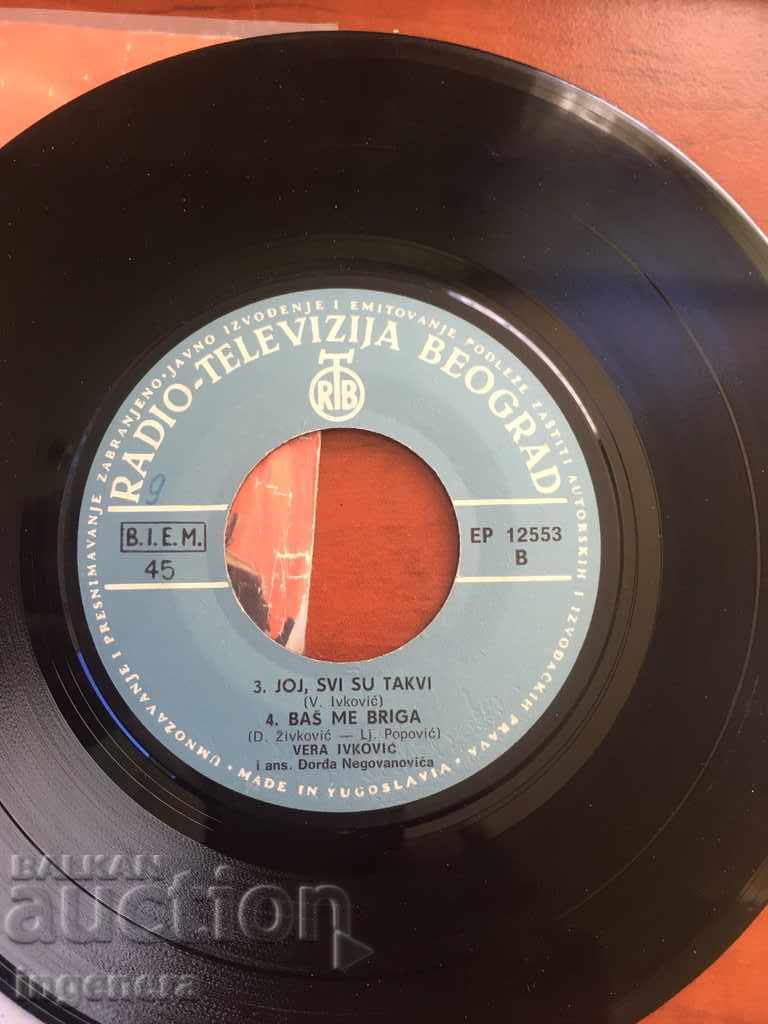 UMNOŽAVANJE I PRESNIMAVANJE ZABRANJENO · JAVNO IZVOĐENJE I EMITOVANJE PODLEŽE ZAŠTITI AUTORSKIH I IZVOĐAČKIH PRAVA ·
RADIO-TELEVIZIJA BEOGRAD
RTB
9
B.I.E.M.
45
EP 12553
B
3. JOJ, SVI SU TAKVI
(V. Ivković)
4. BAŠ ME BRIGA
(D. Živković — Lj. Popović)
VERA IVKOVIĆ
i ans. Đorđa Negovanovića
MADE IN YUGOSLAVIA
BALKAN
auction
ingenera